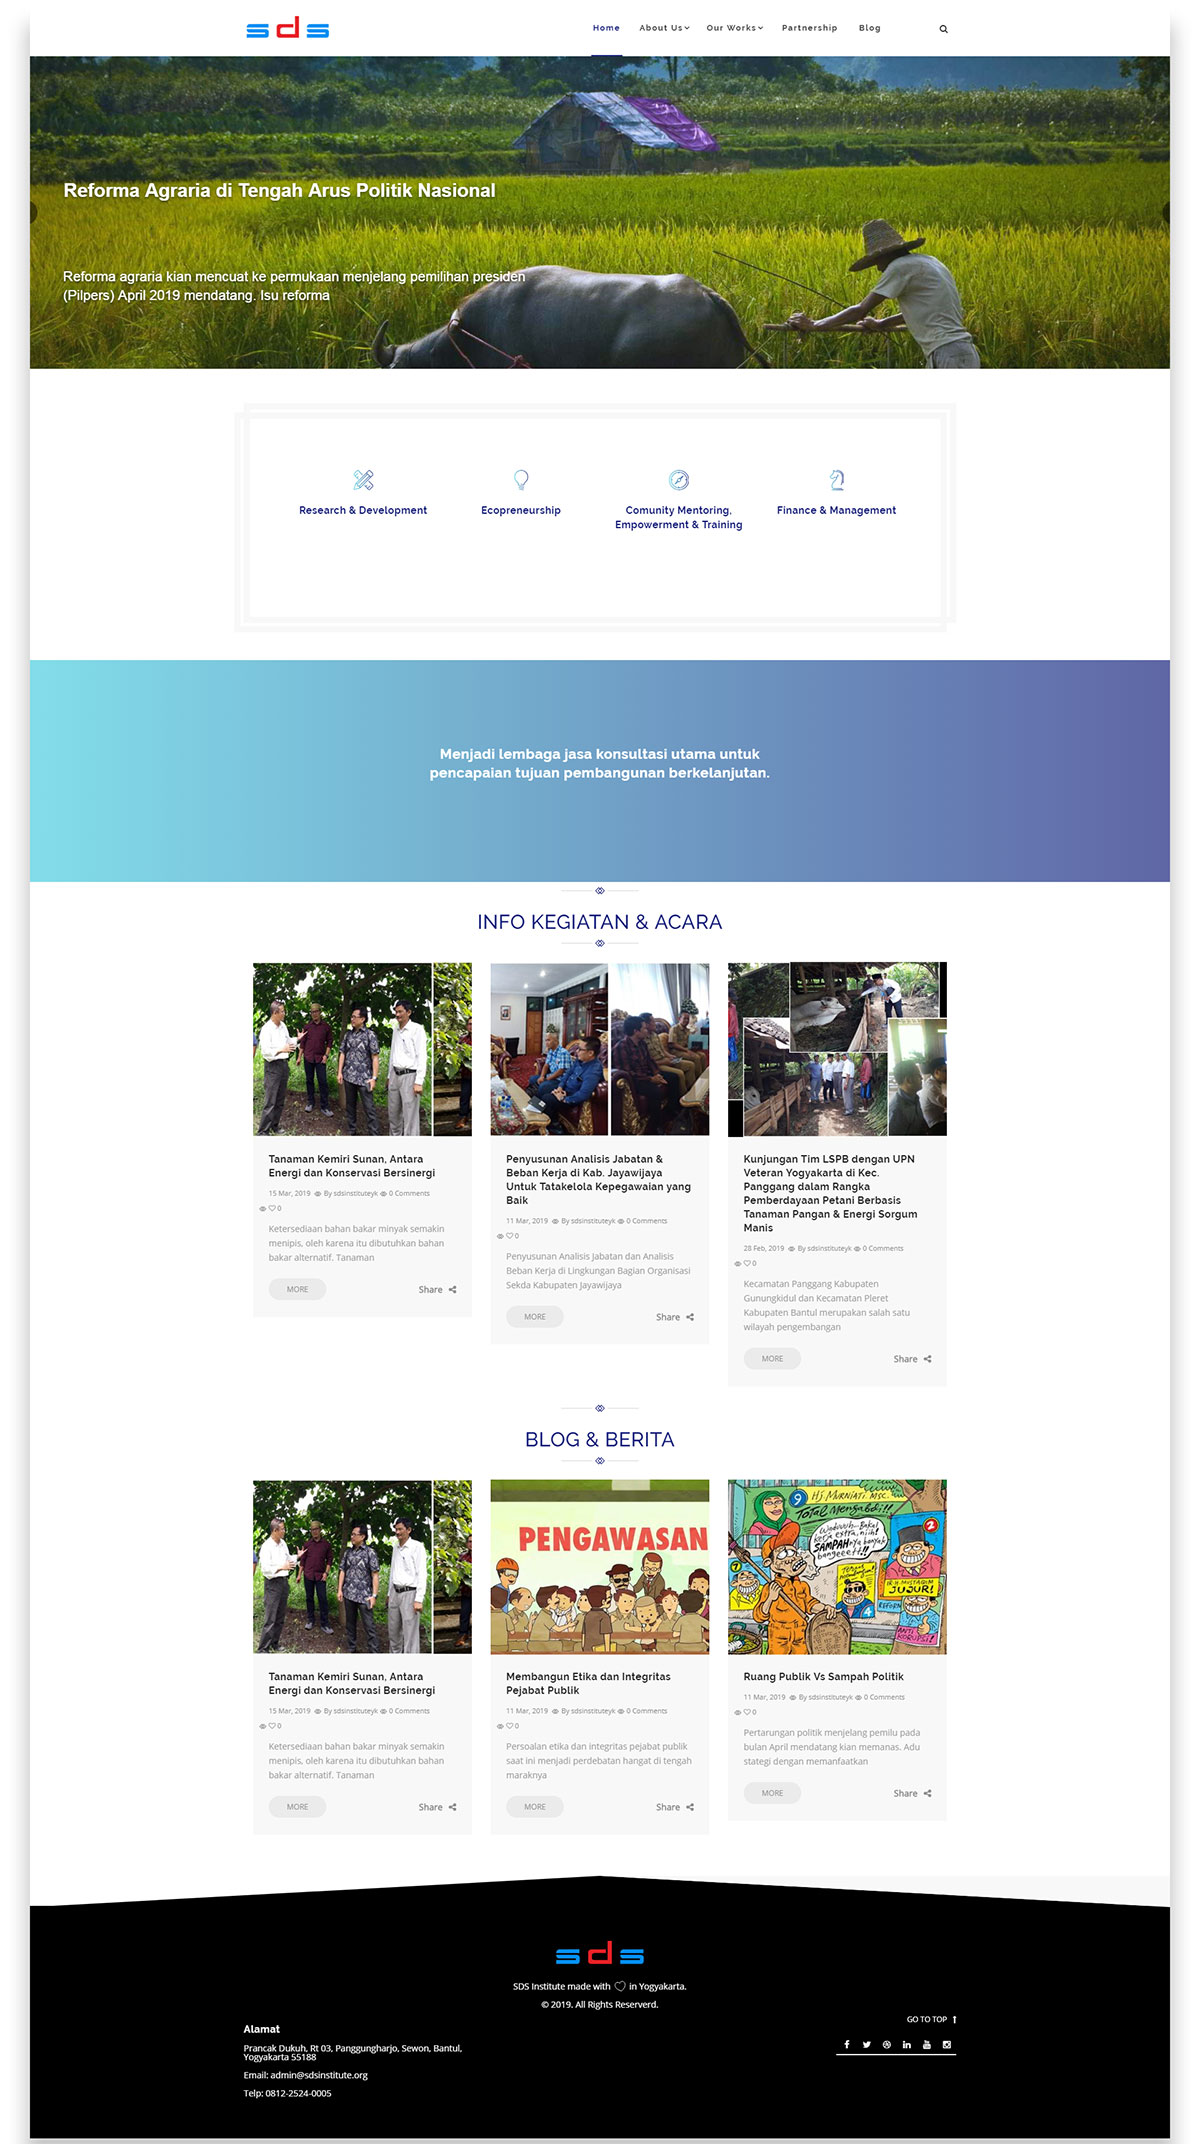 sds
Home About Us Our Works Partnership Blog
Reforma Agraria di Tengah Arus Politik Nasional
Reforma agraria kian mencuat ke permukaan menjelang pemilihan presiden
(Pilpers) April 2019 mendatang. Isu reforma
Research & Development
Ecopreneurship
Comunity Mentoring,
Empowerment & Training
Finance & Management
Menjadi lembaga jasa konsultasi utama untuk
pencapaian tujuan pembangunan berkelanjutan.
INFO KEGIATAN & ACARA
Tanaman Kemiri Sunan, Antara
Energi dan Konservasi Bersinergi
15 Mar, 2019 By sdsinstituteyk 0 Comments
0
Ketersediaan bahan bakar minyak semakin
menipis, oleh karena itu dibutuhkan bahan
bakar alternatif. Tanaman
MORE Share
Penyusunan Analisis Jabatan &
Beban Kerja di Kab. Jayawijaya
Untuk Tatakelola Kepegawaian yang
Baik
11 Mar, 2019 By sdsinstituteyk 0 Comments
0
Penyusunan Analisis Jabatan dan Analisis
Beban Kerja di Lingkungan Bagian Organisasi
Sekda Kabupaten Jayawijaya
MORE Share
Kunjungan Tim LSPB dengan UPN
Veteran Yogyakarta di Kec.
Panggang dalam Rangka
Pemberdayaan Petani Berbasis
Tanaman Pangan & Energi Sorgum
Manis
28 Feb, 2019 By sdsinstituteyk 0 Comments
0
Kecamatan Panggang Kabupaten
Gunungkidul dan Kecamatan Pleret
Kabupaten Bantul merupakan salah satu
wilayah pengembangan
MORE Share
BLOG & BERITA
Tanaman Kemiri Sunan, Antara
Energi dan Konservasi Bersinergi
15 Mar, 2019 By sdsinstituteyk 0 Comments
0
Ketersediaan bahan bakar minyak semakin
menipis, oleh karena itu dibutuhkan bahan
bakar alternatif. Tanaman
MORE Share
PENGAWASAN
Membangun Etika dan Integritas
Pejabat Publik
11 Mar, 2019 By sdsinstituteyk 0 Comments
0
Persoalan etika dan integritas pejabat publik
saat ini menjadi perdebatan hangat di tengah
maraknya
MORE Share
9 Hj MURNIATI. MSC.
Total Mengabdi!!
SAMPAHnya banyak
2
JUJUR!
7
4
REFORM
ANTI
KORUPSI!
Ruang Publik Vs Sampah Politik
11 Mar, 2019 By sdsinstituteyk 0 Comments
0
Pertarungan politik menjelang pemilu pada
bulan April mendatang kian memanas. Adu
stategi dengan memanfaatkan
MORE Share
sds
SDS Institute made with in Yogyakarta.
© 2019. All Rights Reserverd.
GO TO TOP
Alamat
Prancak Dukuh, Rt 03, Panggungharjo, Sewon, Bantul,
Yogyakarta 55188
Email: admin@sdsinstitute.org
Telp: 0812-2524-0005